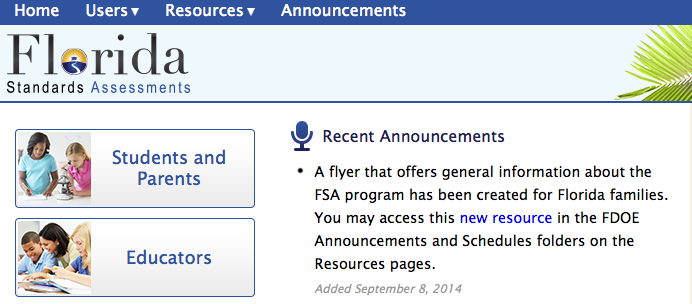 Home Users ▾ Resources ▾ Announcements
Florida
Standards Assessments
Students and
Parents
Educators
Recent Announcements
• A flyer that offers general information about the
FSA program has been created for Florida families.
You may access this new resource in the FDOE
Announcements and Schedules folders on the
Resources pages.
Added September 8, 2014